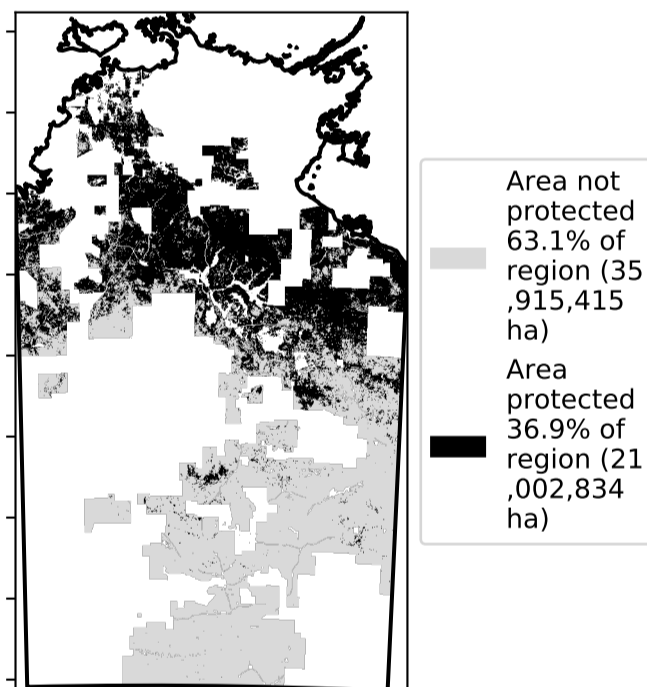 Area not
protected
63.1% of
region (35
,915,415
ha)
Area
protected
36.9% of
region (21
,002,834
ha)